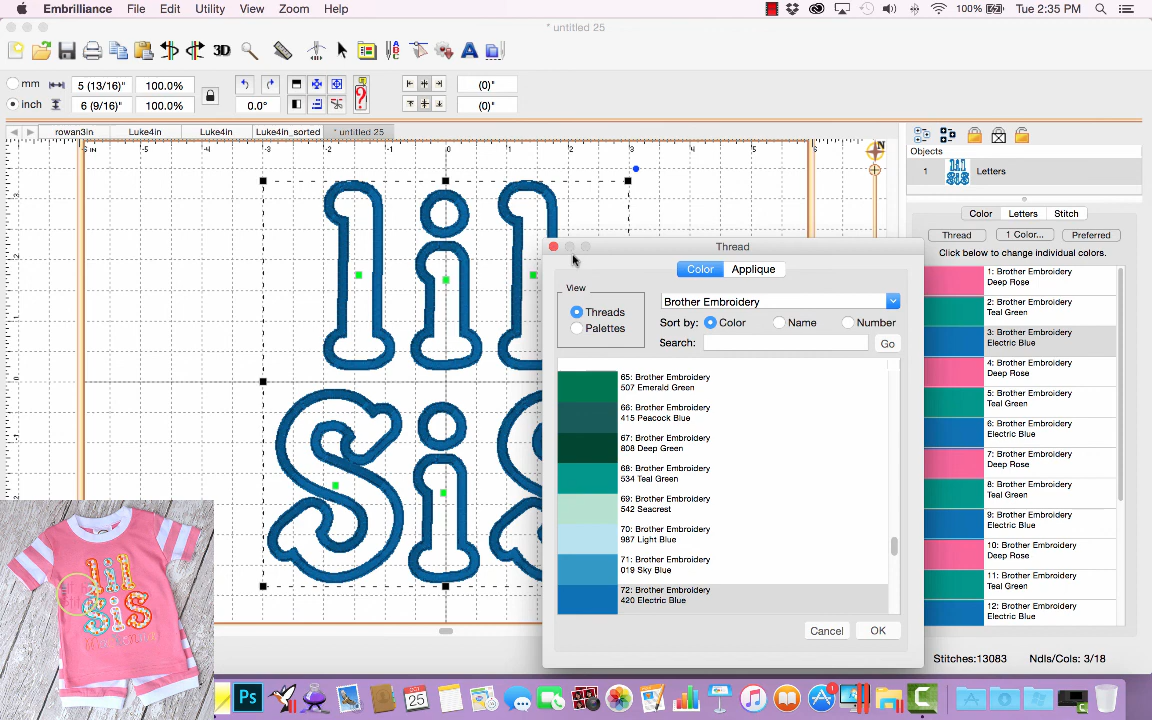 Embrilliance File Edit Utility View Zoom Help 100% Tue 2:35 PM
* untitled 25
3D
mm 5 (13/16)" 100.0% (0)"
inch 6 (9/16)" 100.0% 0.0° (0)"
rowan3in Luke4in Luke4in Luke4in_sorted * untitled 25
Objects
1 Letters
Color Letters Stitch
Thread 1 Color... Preferred
Click below to change individual colors.
1: Brother Embroidery
Deep Rose
2: Brother Embroidery
Teal Green
3: Brother Embroidery
Electric Blue
4: Brother Embroidery
Deep Rose
5: Brother Embroidery
Teal Green
6: Brother Embroidery
Electric Blue
7: Brother Embroidery
Deep Rose
8: Brother Embroidery
Teal Green
9: Brother Embroidery
Electric Blue
10: Brother Embroidery
Deep Rose
11: Brother Embroidery
Teal Green
12: Brother Embroidery
Electric Blue
Stitches:13083 Ndls/Cols: 3/18
Thread
Color Applique
View
Threads
Palettes
Brother Embroidery
Sort by: Color Name Number
Search: Go
65: Brother Embroidery
507 Emerald Green
66: Brother Embroidery
415 Peacock Blue
67: Brother Embroidery
808 Deep Green
68: Brother Embroidery
534 Teal Green
69: Brother Embroidery
542 Seacrest
70: Brother Embroidery
987 Light Blue
71: Brother Embroidery
019 Sky Blue
72: Brother Embroidery
420 Electric Blue
Cancel OK
lil
Sis
lil
SiS
Ps
25